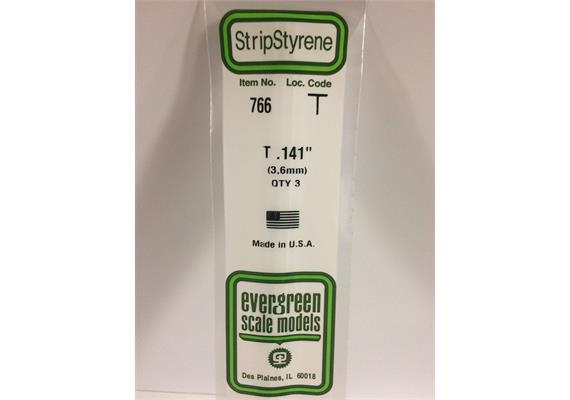 StripStyrene
Item No. Loc. Code
766 T
T .141"
(3,6mm)
QTY 3
Made in U.S.A.
evergreen
scale models
Des Plaines, IL 60018